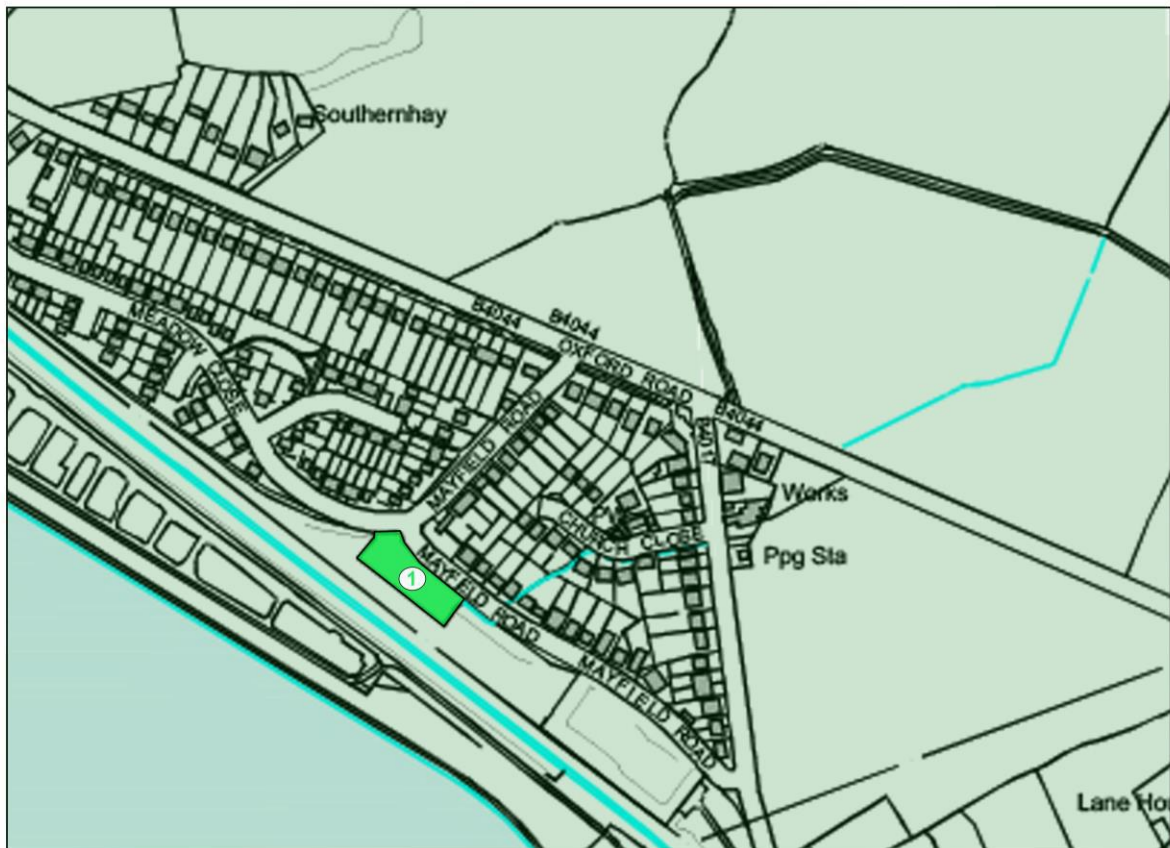 Southernhay
MEADOW CLOSE
B4044
B4044
OXFORD ROAD
B4044
B4017
MAYFIELD ROAD
Works
CHURCH CLOSE
Ppg Sta
1
MAYFIELD ROAD
MAYFIELD ROAD
Lane Ho